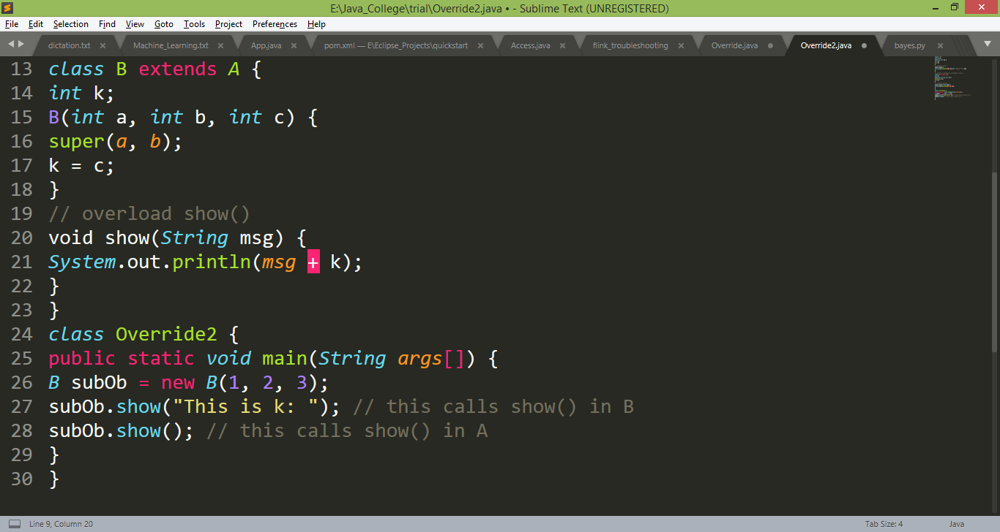 E:\Java_College\trial\Override2.java • - Sublime Text (UNREGISTERED)
File Edit Selection Find View Goto Tools Project Preferences Help
dictation.txt Machine_Learning.txt App.java pom.xml — E\Eclipse_Projects\quickstart Access.java flink_troubleshooting Override.java Override2.java bayes.py
13 class B extends A {
14 int k;
15 B(int a, int b, int c) {
16 super(a, b);
17 k = c;
18 }
19 // overload show()
20 void show(String msg) {
21 System.out.println(msg + k);
22 }
23 }
24 class Override2 {
25 public static void main(String args[]) {
26 B subOb = new B(1, 2, 3);
27 subOb.show("This is k: "); // this calls show() in B
28 subOb.show(); // this calls show() in A
29 }
30 }
Line 9, Column 20 Tab Size: 4 Java